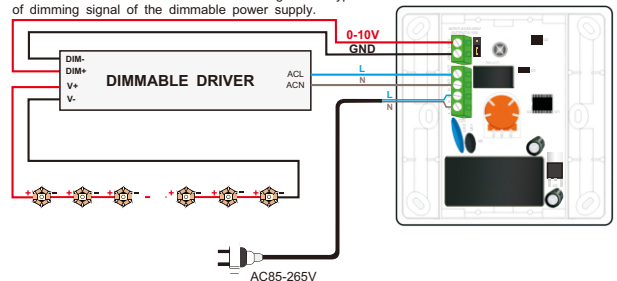 of dimming signal of the dimmable power supply.
0-10V
GND
DIM-
DIM+
V+
V-
DIMMABLE DRIVER
ACL
ACN
L
N
L
N
+ - + - + - - . + - + - + -
AC85-265V